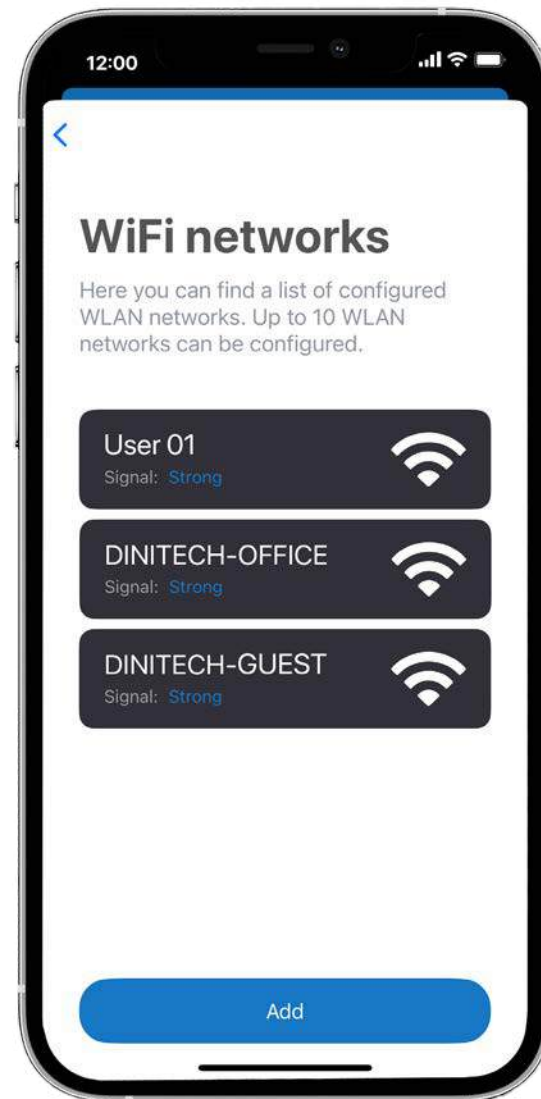 12:00
WiFi networks
Here you can find a list of configured
WLAN networks. Up to 10 WLAN
networks can be configured.
User 01
Signal: Strong
DINITECH-OFFICE
Signal: Strong
DINITECH-GUEST
Signal: Strong
Add